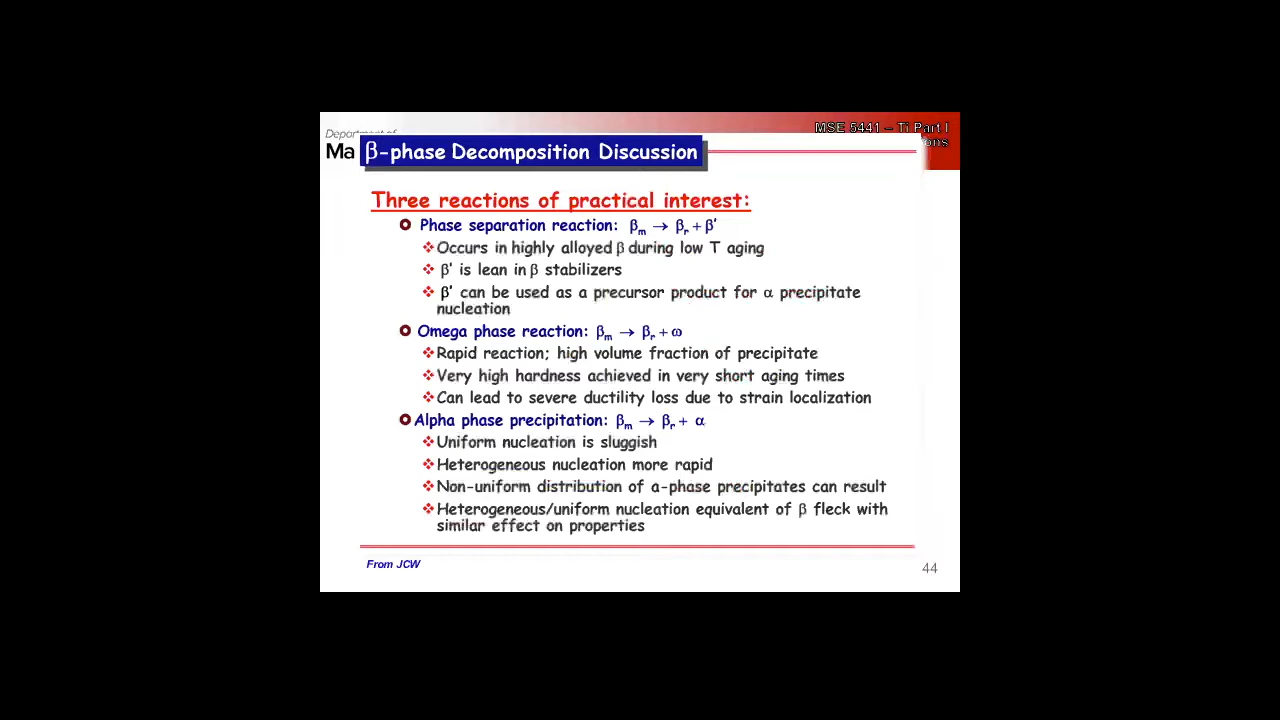 Department of
MSE 5441 – Ti Part I
Ma
ons
β-phase Decomposition Discussion
Three reactions of practical interest:
Phase separation reaction: βm → βr + β'
Occurs in highly alloyed β during low T aging
β' is lean in β stabilizers
β' can be used as a precursor product for α precipitate
nucleation
Omega phase reaction: βm → βr + ω
Rapid reaction; high volume fraction of precipitate
Very high hardness achieved in very short aging times
Can lead to severe ductility loss due to strain localization
Alpha phase precipitation: βm → βr + α
Uniform nucleation is sluggish
Heterogeneous nucleation more rapid
Non-uniform distribution of a-phase precipitates can result
Heterogeneous/uniform nucleation equivalent of β fleck with
similar effect on properties
From JCW
44